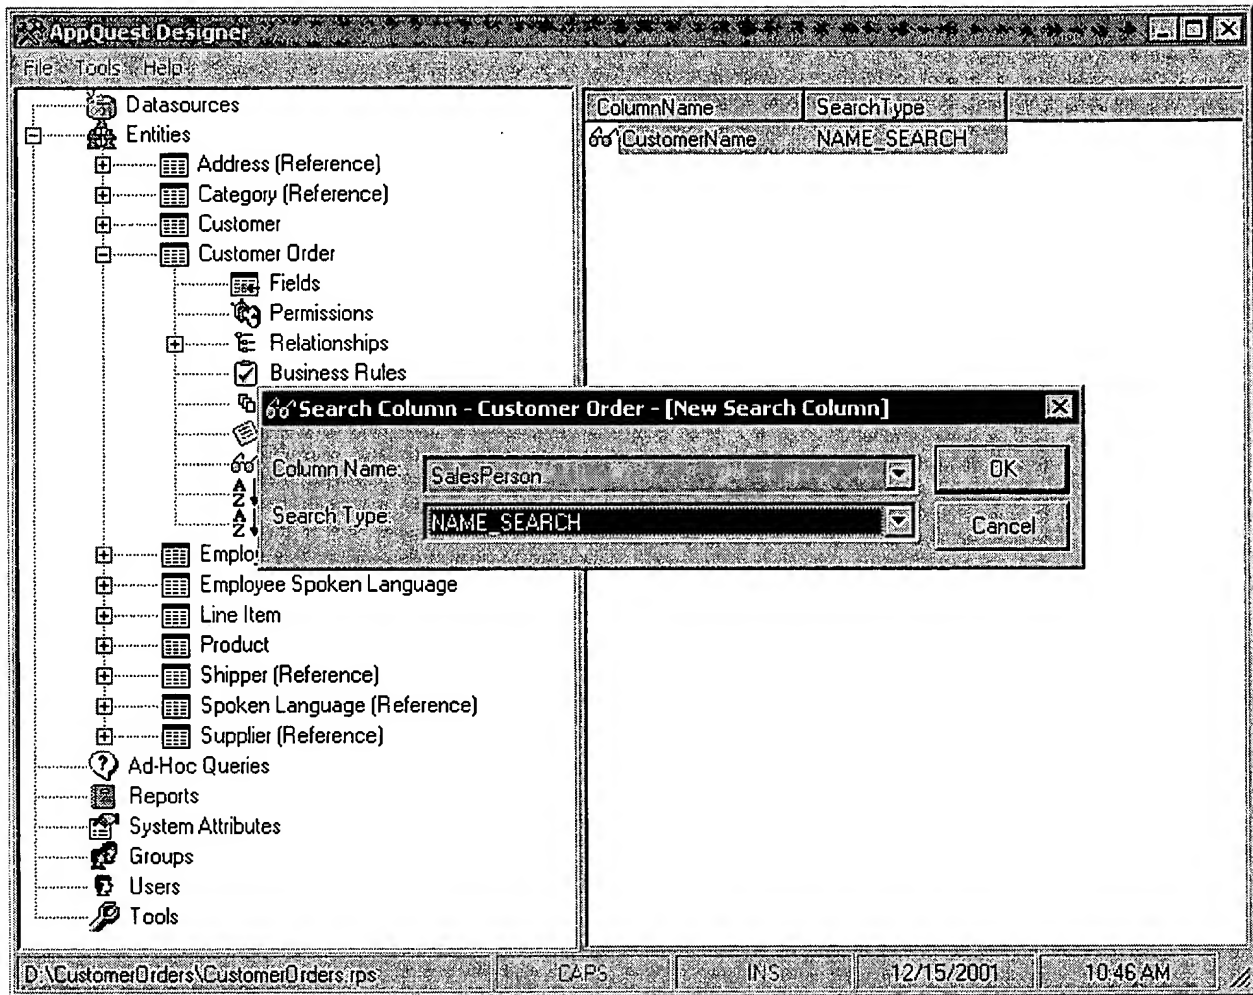 AppQuest Designer
File Tools Help
Datasources
Entities
Address (Reference)
Category (Reference)
Customer
Customer Order
Fields
Permissions
Relationships
Business Rules
Employee Spoken Language
Line Item
Product
Shipper (Reference)
Spoken Language (Reference)
Supplier (Reference)
Ad-Hoc Queries
Reports
System Attributes
Groups
Users
Tools
ColumnName SearchType
CustomerName NAME_SEARCH
Search Column - Customer Order - [New Search Column]
Column Name: SalesPerson OK
Search Type: NAME_SEARCH Cancel
D:\CustomerOrders\CustomerOrders.rps CAPS INS 12/15/2001 10:46 AM